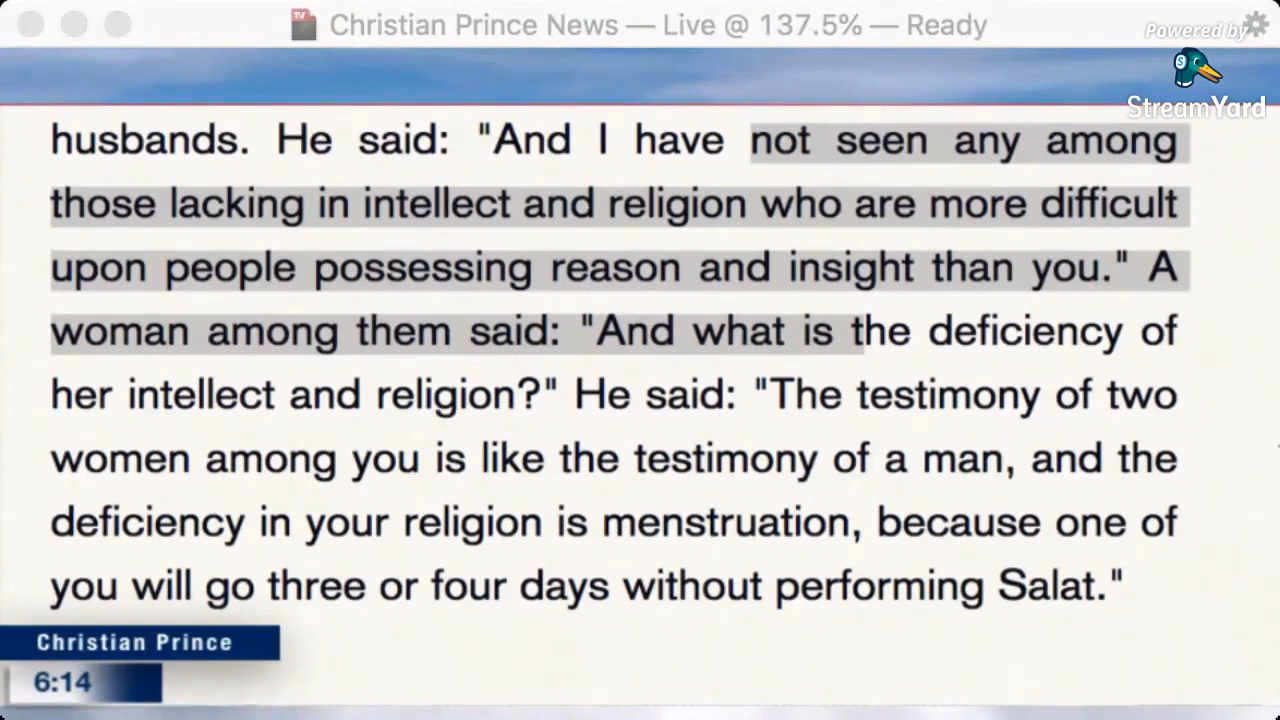 Christian Prince News — Live @ 137.5% — Ready
Powered by
StreamYard
husbands. He said: "And I have not seen any among
those lacking in intellect and religion who are more difficult
upon people possessing reason and insight than you." A
woman among them said: "And what is the deficiency of
her intellect and religion?" He said: "The testimony of two
women among you is like the testimony of a man, and the
deficiency in your religion is menstruation, because one of
you will go three or four days without performing Salat."
Christian Prince
6:14